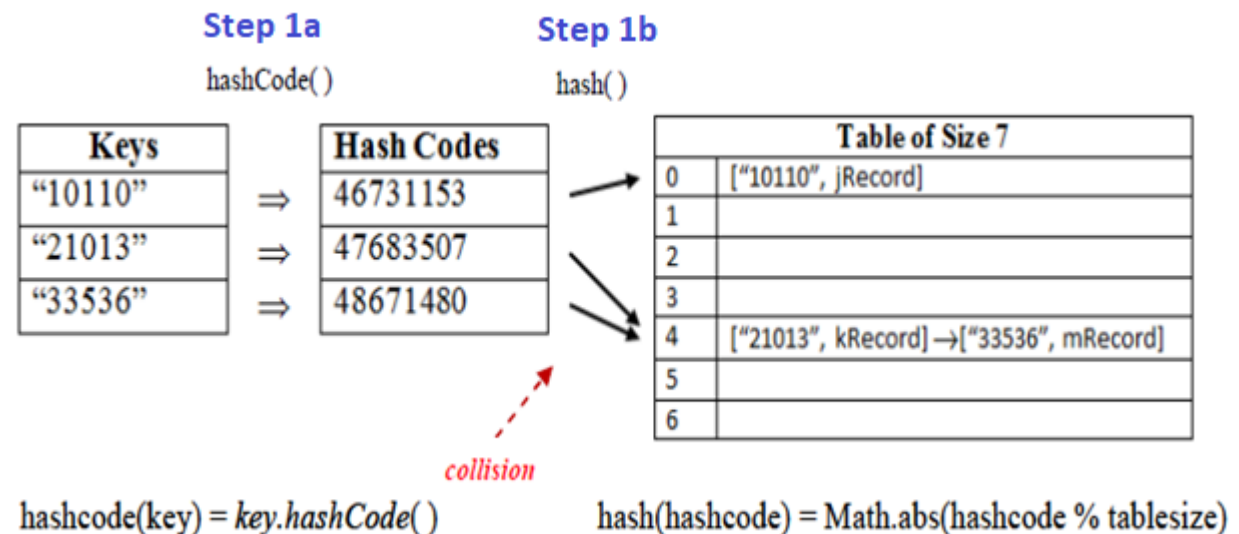 Step 1a
Step 1b
hashCode( )
hash( )
Keys
Hash Codes
Table of Size 7
“10110” ⇒ 46731153
“21013” ⇒ 47683507
“33536” ⇒ 48671480
0 [“10110”, jRecord]
1
2
3
4 [“21013”, kRecord]→[“33536”, mRecord]
5
6
collision
hashcode(key) = key.hashCode( )
hash(hashcode) = Math.abs(hashcode % tablesize)